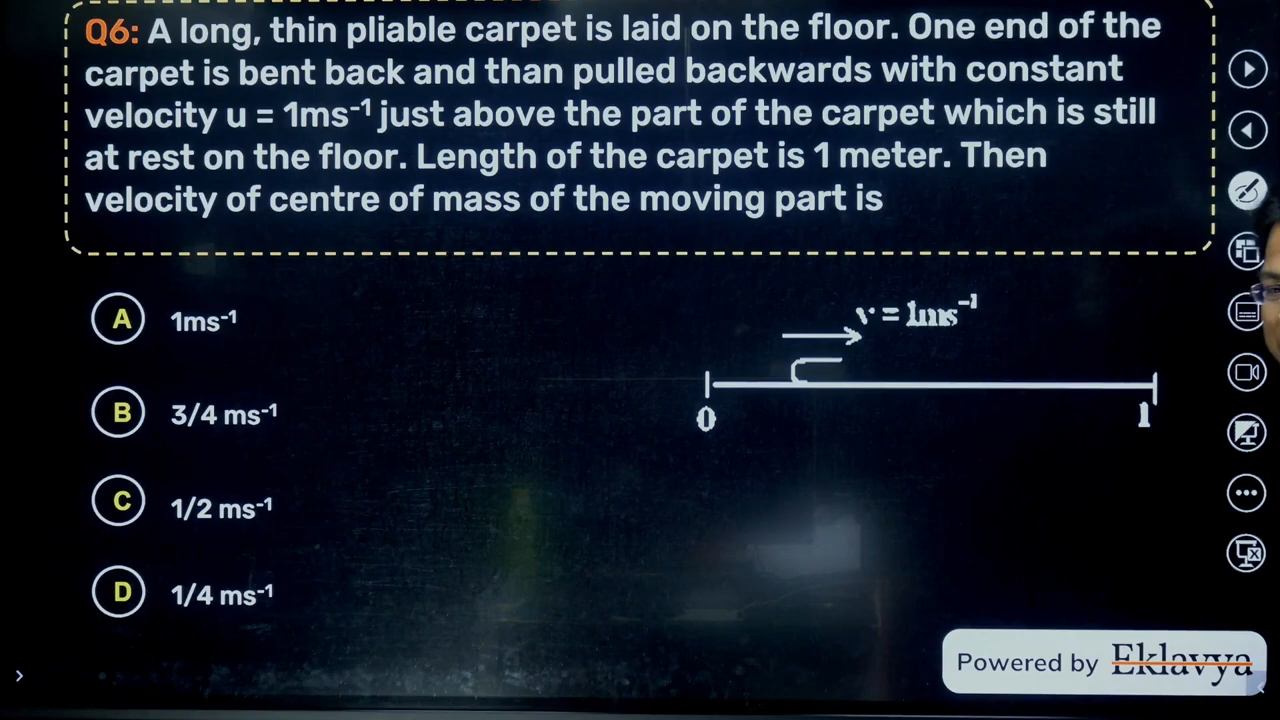 Q6: A long, thin pliable carpet is laid on the floor. One end of the
carpet is bent back and than pulled backwards with constant
velocity u = 1ms⁻¹ just above the part of the carpet which is still
at rest on the floor. Length of the carpet is 1 meter. Then
velocity of centre of mass of the moving part is
A 1ms⁻¹
B 3/4 ms⁻¹
C 1/2 ms⁻¹
D 1/4 ms⁻¹
v = 1ms⁻¹
0 1
Powered by Eklavya